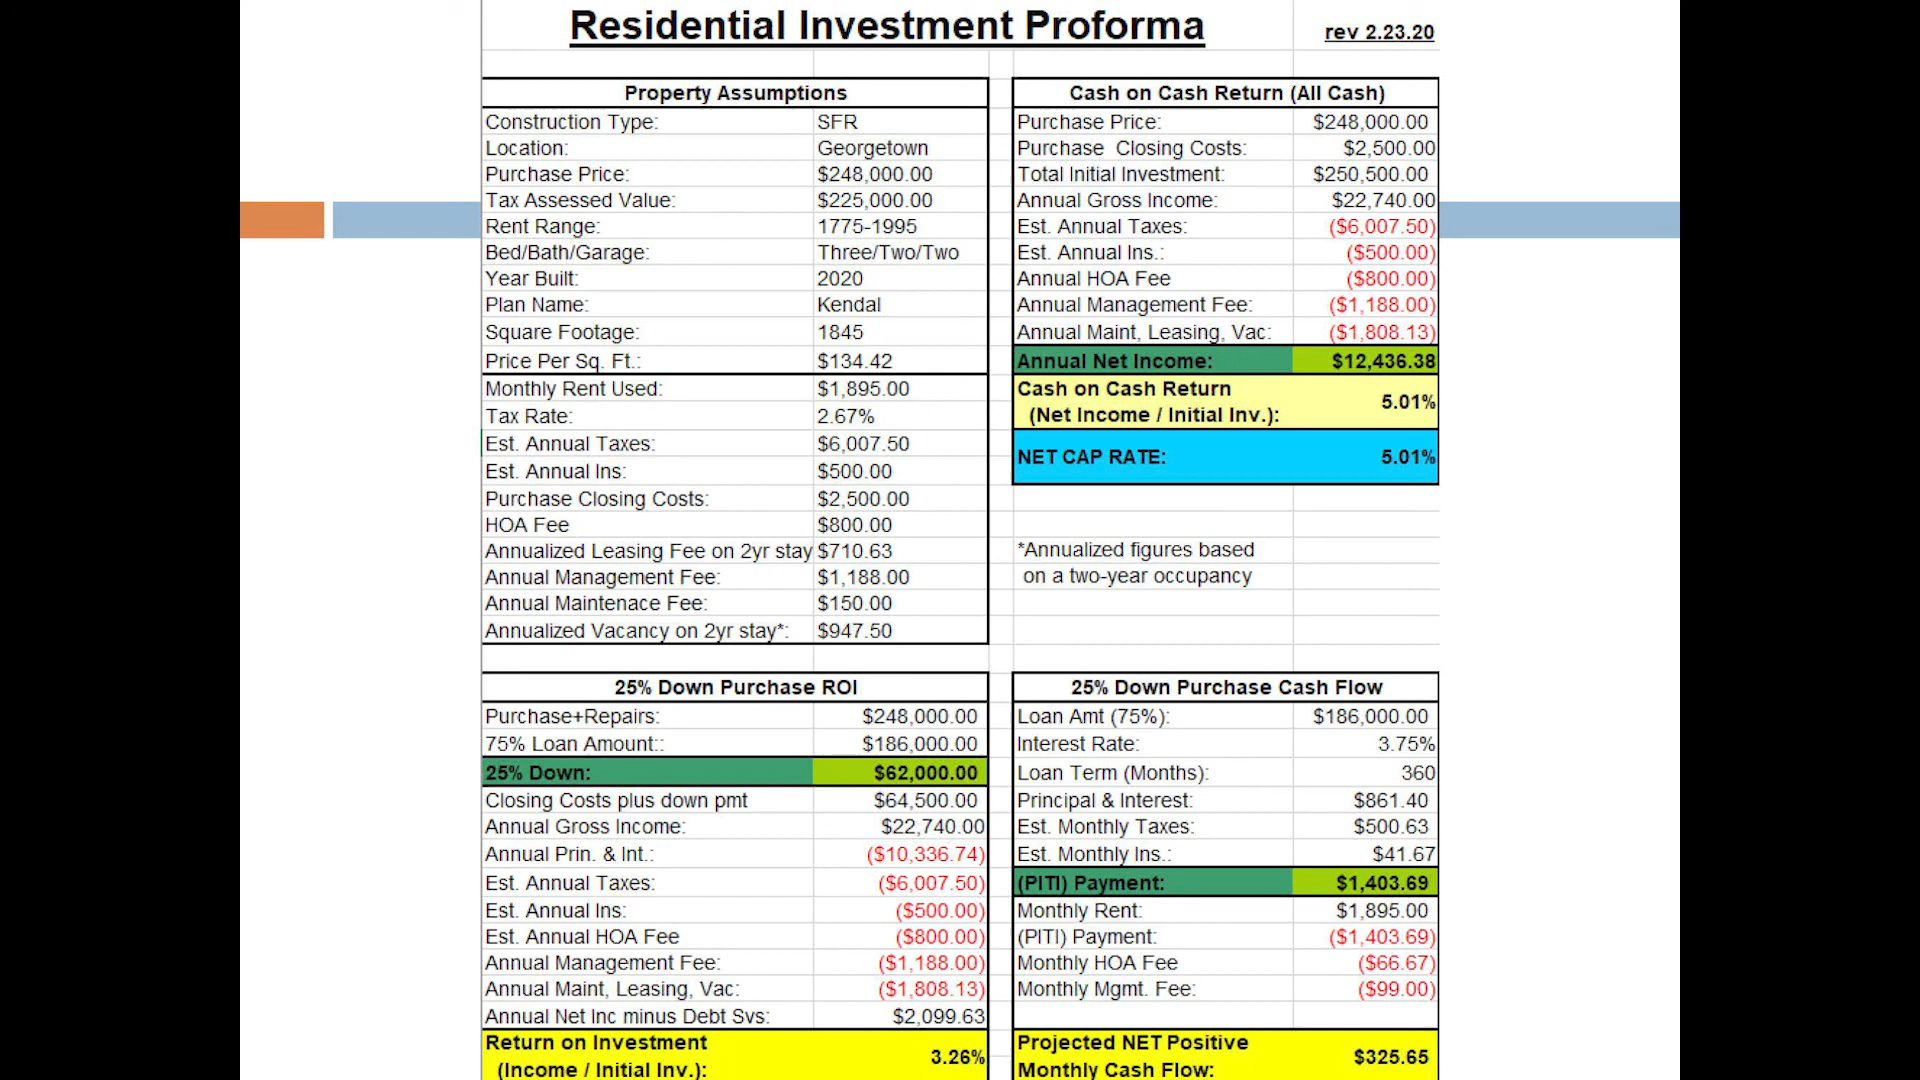 Residential Investment Proforma
rev 2.23.20
Property Assumptions
Construction Type: SFR
Location: Georgetown
Purchase Price: $248,000.00
Tax Assessed Value: $225,000.00
Rent Range: 1775-1995
Bed/Bath/Garage: Three/Two/Two
Year Built: 2020
Plan Name: Kendal
Square Footage: 1845
Price Per Sq. Ft.: $134.42
Monthly Rent Used: $1,895.00
Tax Rate: 2.67%
Est. Annual Taxes: $6,007.50
Est. Annual Ins: $500.00
Purchase Closing Costs: $2,500.00
HOA Fee $800.00
Annualized Leasing Fee on 2yr stay $710.63
Annual Management Fee: $1,188.00
Annual Maintenace Fee: $150.00
Annualized Vacancy on 2yr stay*: $947.50
Cash on Cash Return (All Cash)
Purchase Price: $248,000.00
Purchase Closing Costs: $2,500.00
Total Initial Investment: $250,500.00
Annual Gross Income: $22,740.00
Est. Annual Taxes: ($6,007.50)
Est. Annual Ins.: ($500.00)
Annual HOA Fee ($800.00)
Annual Management Fee: ($1,188.00)
Annual Maint, Leasing, Vac: ($1,808.13)
Annual Net Income: $12,436.38
Cash on Cash Return
(Net Income / Initial Inv.): 5.01%
NET CAP RATE: 5.01%
*Annualized figures based
on a two-year occupancy
25% Down Purchase ROI
Purchase+Repairs: $248,000.00
75% Loan Amount:: $186,000.00
25% Down: $62,000.00
Closing Costs plus down pmt $64,500.00
Annual Gross Income: $22,740.00
Annual Prin. & Int.: ($10,336.74)
Est. Annual Taxes: ($6,007.50)
Est. Annual Ins: ($500.00)
Est. Annual HOA Fee ($800.00)
Annual Management Fee: ($1,188.00)
Annual Maint, Leasing, Vac: ($1,808.13)
Annual Net Inc minus Debt Svs: $2,099.63
Return on Investment
(Income / Initial Inv.): 3.26%
25% Down Purchase Cash Flow
Loan Amt (75%): $186,000.00
Interest Rate: 3.75%
Loan Term (Months): 360
Principal & Interest: $861.40
Est. Monthly Taxes: $500.63
Est. Monthly Ins.: $41.67
(PITI) Payment: $1,403.69
Monthly Rent: $1,895.00
(PITI) Payment: ($1,403.69)
Monthly HOA Fee ($66.67)
Monthly Mgmt. Fee: ($99.00)
Projected NET Positive
Monthly Cash Flow: $325.65